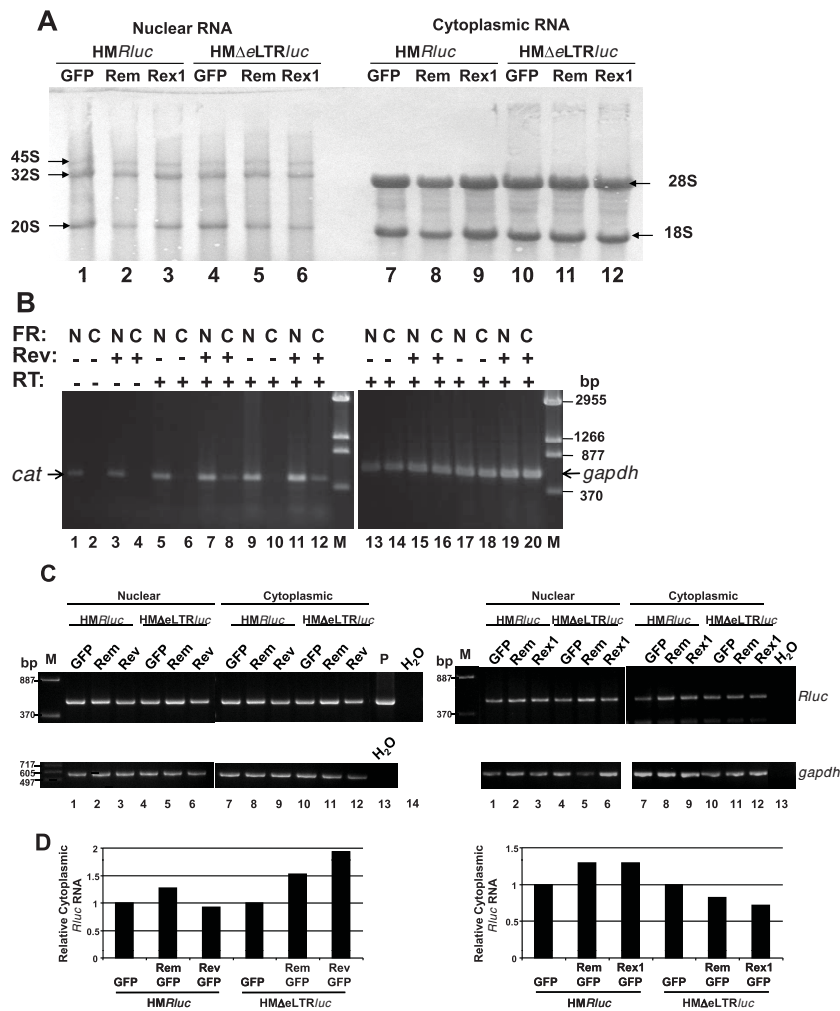 A
Nuclear RNA
Cytoplasmic RNA
HMRluc HMΔeLTRluc HMRluc HMΔeLTRluc
GFP Rem Rex1 GFP Rem Rex1 GFP Rem Rex1 GFP Rem Rex1
45S
32S
28S
20S
18S
1 2 3 4 5 6 7 8 9 10 11 12
B
FR: N C N C N C N C N C N C N C N C N C N C
Rev: - - + + - - + + - - + + - - + + - - + +
RT: - - - - + + + + + + + + + + + + + + + + bp
2955
1266
877
cat
gapdh
370
1 2 3 4 5 6 7 8 9 10 11 12 M 13 14 15 16 17 18 19 20 M
C
Nuclear Cytoplasmic Nuclear Cytoplasmic
HMRluc HMΔeLTRluc HMRluc HMΔeLTRluc HMRluc HMΔeLTRluc HMRluc HMΔeLTRluc
bp M GFP Rem Rev GFP Rem Rev GFP Rem Rev GFP Rem Rev P H2O
bp M GFP Rem Rex1 GFP Rem Rex1 GFP Rem Rex1 GFP Rem Rex1 H2O
887
370
887
370
Rluc
H2O
717
605
497
gapdh
1 2 3 4 5 6 7 8 9 10 11 12 13 14
1 2 3 4 5 6 7 8 9 10 11 12 13
D
Relative Cytoplasmic
Rluc RNA
2
1.5
1
0.5
0
GFP Rem GFP Rev GFP GFP Rem GFP Rev GFP
HMRluc HMΔeLTRluc
Relative Cytoplasmic
Rluc RNA
1.5
1
0.5
0
GFP Rem GFP Rex1 GFP GFP Rem GFP Rex1 GFP
HMRluc HMΔeLTRluc